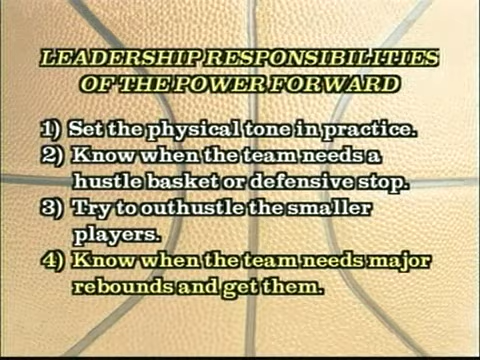 LEADERSHIP RESPONSIBILITIES
OF THE POWER FORWARD
1) Set the physical tone in practice.
2) Know when the team needs a
hustle basket or defensive stop.
3) Try to outhustle the smaller
players.
4) Know when the team needs major
rebounds and get them.